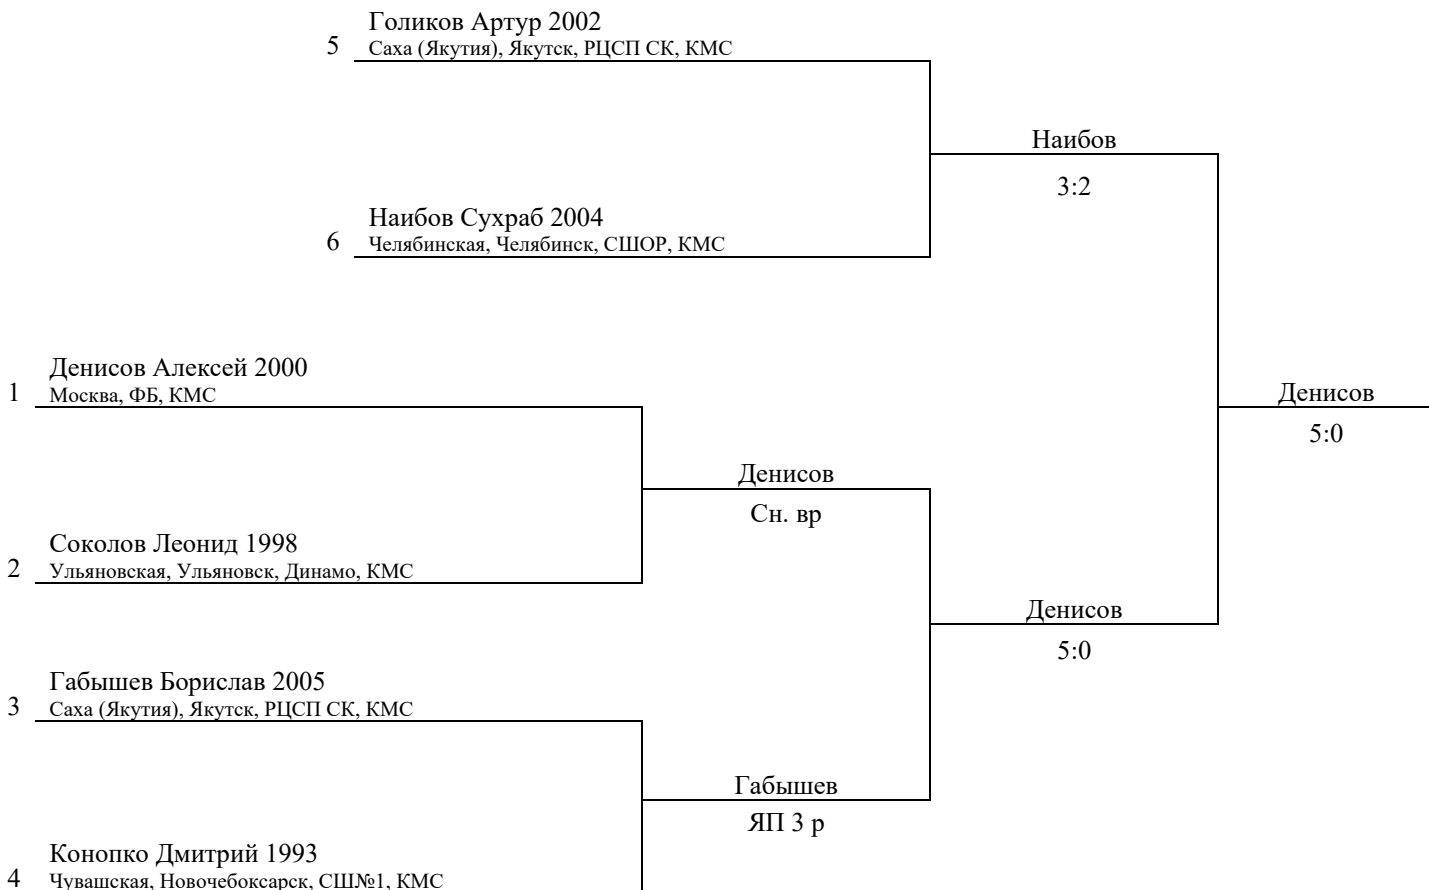 Голиков Артур 2002
5
Саха (Якутия), Якутск, РЦСП СК, КМС
Наибов
3:2
Наибов Сухраб 2004
6
Челябинская, Челябинск, СШОР, КМС
Денисов Алексей 2000
1
Москва, ФБ, КМС
Денисов
5:0
Денисов
Сн. вр
Соколов Леонид 1998
2
Ульяновская, Ульяновск, Динамо, КМС
Денисов
5:0
Габышев Борислав 2005
3
Саха (Якутия), Якутск, РЦСП СК, КМС
Габышев
ЯП 3 р
Конопко Дмитрий 1993
4
Чувашская, Новочебоксарск, СШ№1, КМС